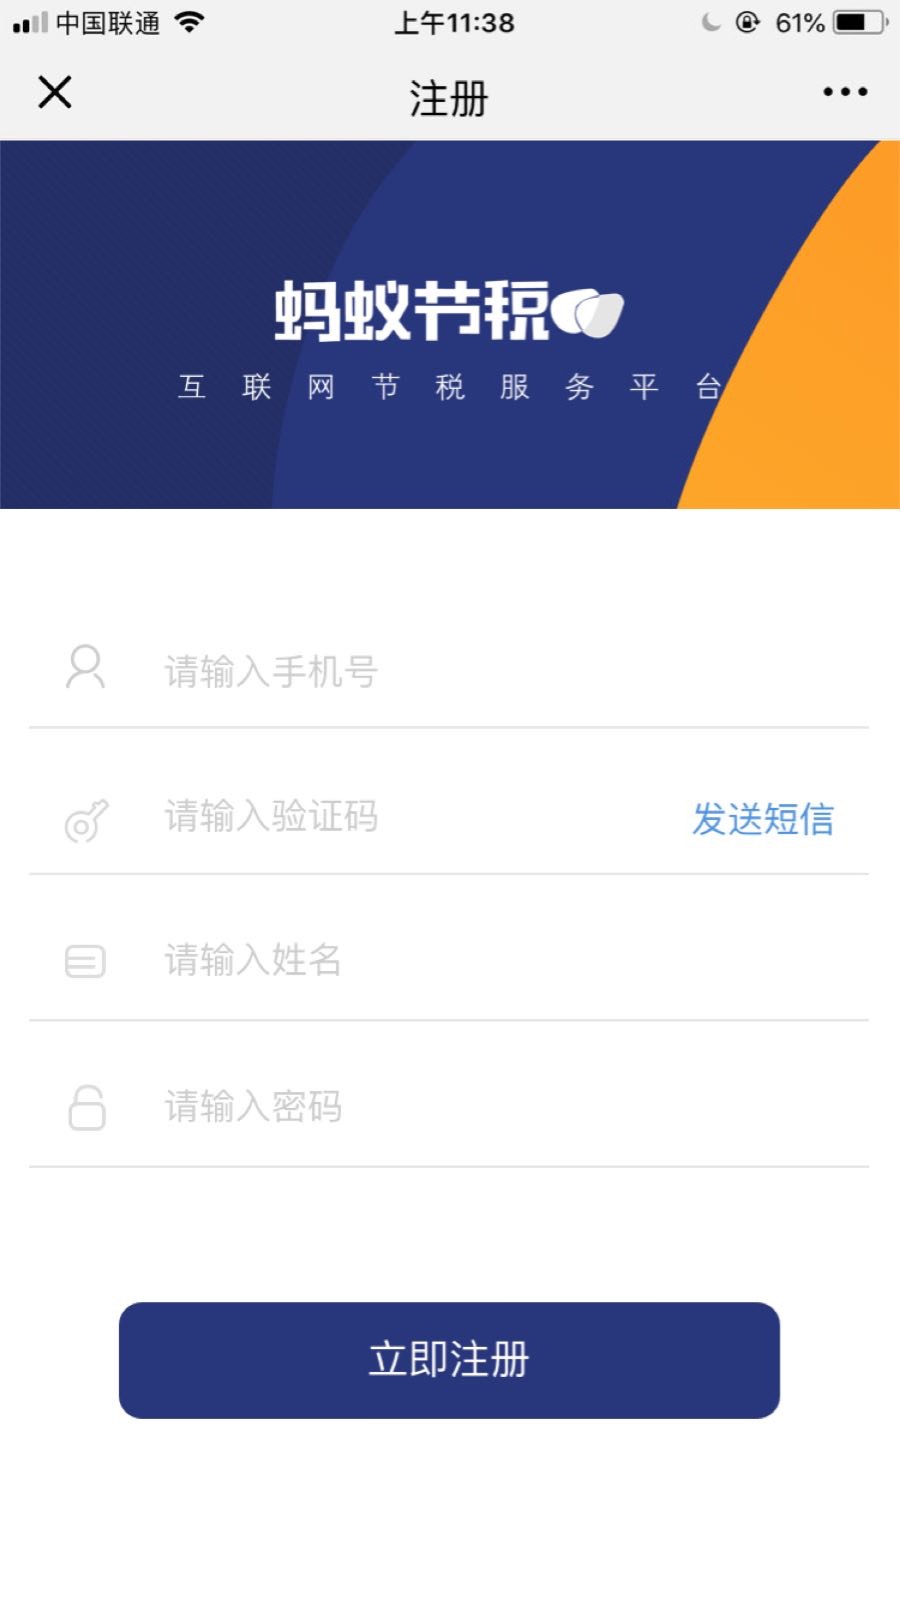 中国联通 上午11:38 61%
注册
蚂蚁节税
互联网节税服务平台
请输入手机号
请输入验证码 发送短信
请输入姓名
请输入密码
立即注册